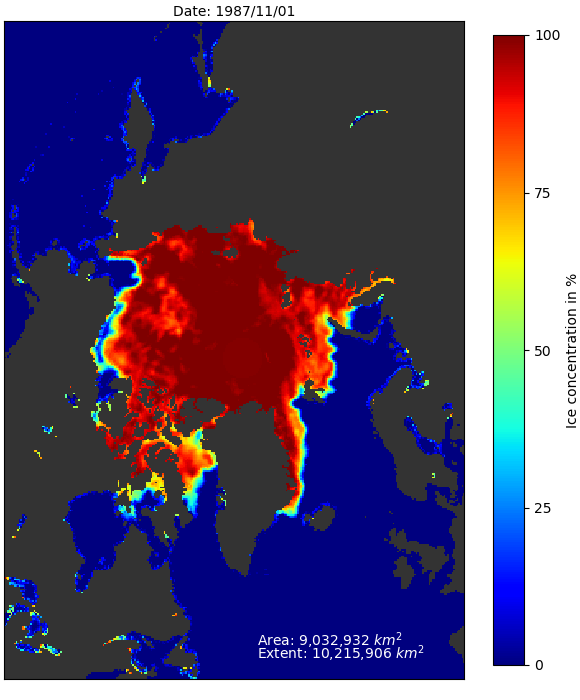 Date: 1987/11/01
100
75
50
25
0
Ice concentration in %
Area: 9,032,932 km²
Extent: 10,215,906 km²